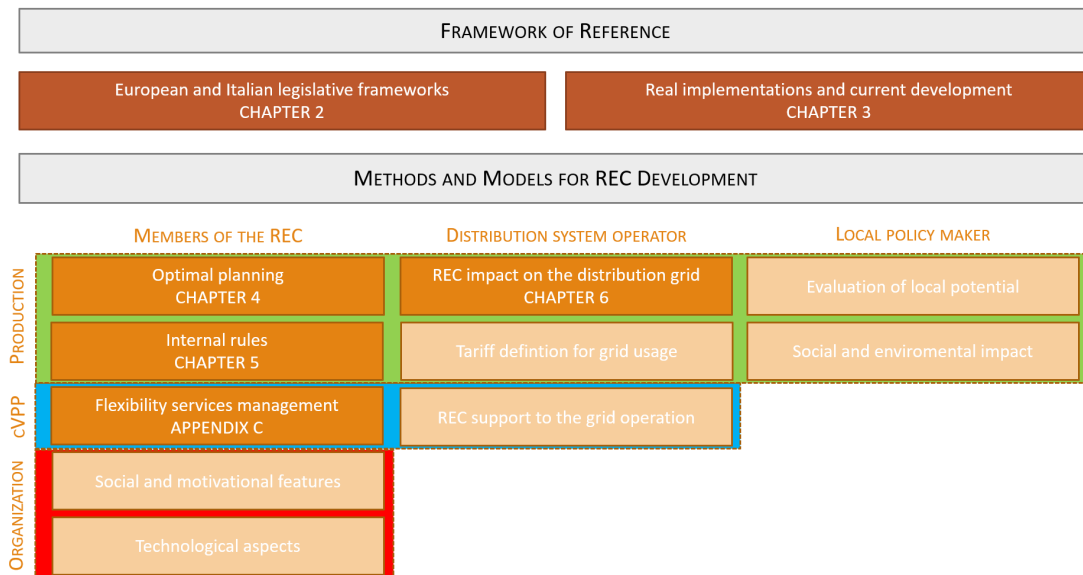 FRAMEWORK OF REFERENCE
European and Italian legislative frameworks
CHAPTER 2
Real implementations and current development
CHAPTER 3
METHODS AND MODELS FOR REC DEVELOPMENT
MEMBERS OF THE REC
DISTRIBUTION SYSTEM OPERATOR
LOCAL POLICY MAKER
PRODUCTION
Optimal planning
CHAPTER 4
REC impact on the distribution grid
CHAPTER 6
Evaluation of local potential
Internal rules
CHAPTER 5
Tariff defintion for grid usage
Social and enviromental impact
cVPP
Flexibility services management
APPENDIX C
REC support to the grid operation
ORGANIZATION
Social and motivational features
Technological aspects